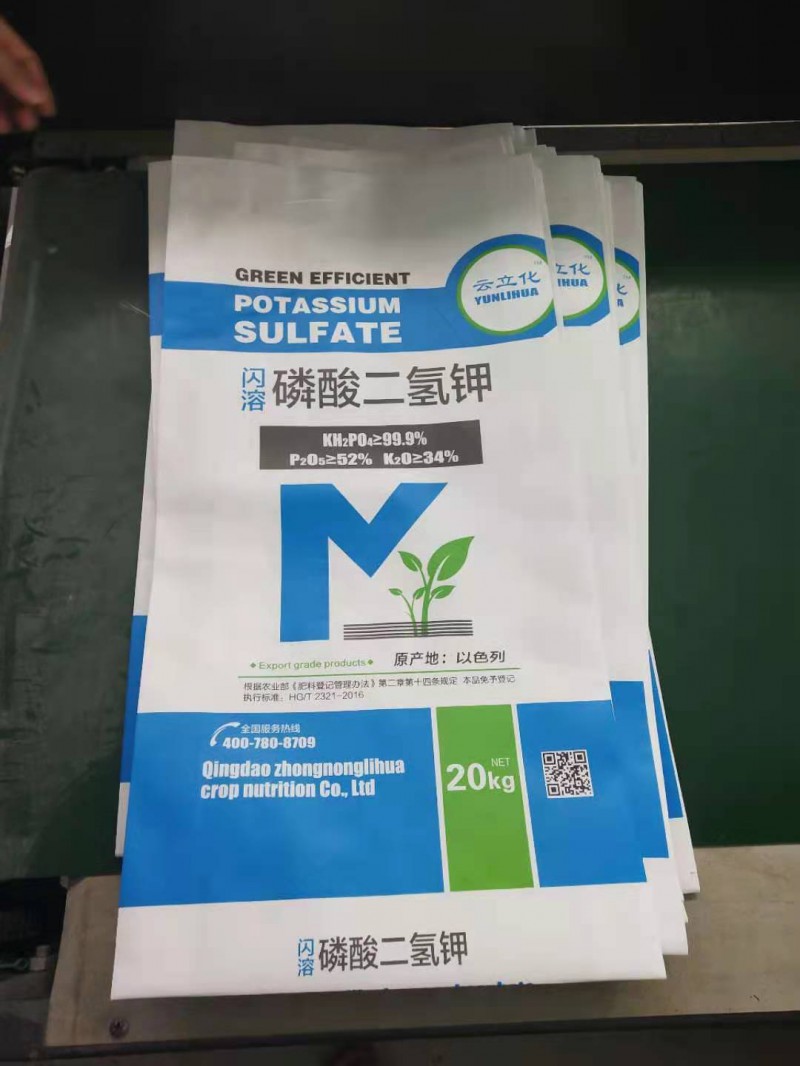 GREEN EFFICIENT
POTASSIUM
SULFATE
云立化
YUNLIHUA
立化
IHUA
化
A
闪溶 磷酸二氢钾
KH₂PO₄≥99.9%
P₂O₅≥52% K₂O≥34%
Export grade products
原产地：以色列
根据农业部《肥料登记管理办法》第二章第十四条规定 本品免予登记
执行标准：HG/T 2321-2016
全国服务热线
400-780-8709
Qingdao zhongnonglihua
crop nutrition Co., Ltd
NET
20kg
闪溶 磷酸二氢钾